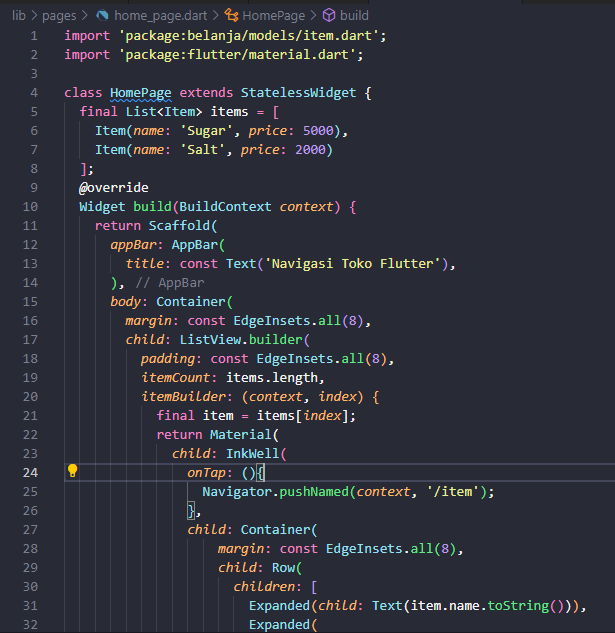 lib > pages > home_page.dart > HomePage > build
1 import 'package:belanja/models/item.dart';
2 import 'package:flutter/material.dart';
3
4 class HomePage extends StatelessWidget {
5   final List<Item> items = [
6     Item(name: 'Sugar', price: 5000),
7     Item(name: 'Salt', price: 2000)
8   ];
9   @override
10   Widget build(BuildContext context) {
11     return Scaffold(
12       appBar: AppBar(
13         title: const Text('Navigasi Toko Flutter'),
14       ), // AppBar
15       body: Container(
16         margin: const EdgeInsets.all(8),
17         child: ListView.builder(
18           padding: const EdgeInsets.all(8),
19           itemCount: items.length,
20           itemBuilder: (context, index) {
21             final item = items[index];
22             return Material(
23               child: InkWell(
24                 onTap: (){
25                   Navigator.pushNamed(context, '/item');
26                 },
27                 child: Container(
28                     margin: const EdgeInsets.all(8),
29                     child: Row(
30                       children: [
31                         Expanded(child: Text(item.name.toString())),
32                         Expanded(